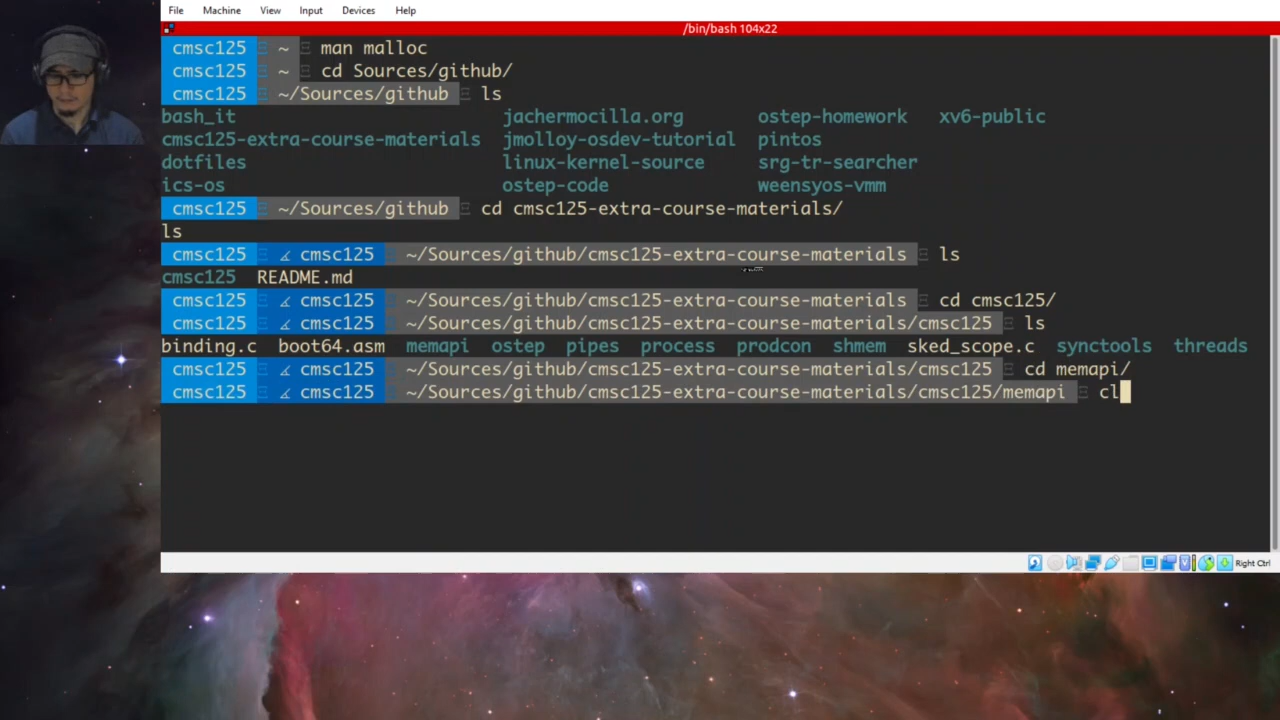 File Machine View Input Devices Help
/bin/bash 104x22
cmsc125 ~ man malloc
cmsc125 ~ cd Sources/github/
cmsc125 ~/Sources/github ls
bash_it jachermocilla.org ostep-homework xv6-public
cmsc125-extra-course-materials jmolloy-osdev-tutorial pintos
dotfiles linux-kernel-source srg-tr-searcher
ics-os ostep-code weensyos-vmm
cmsc125 ~/Sources/github cd cmsc125-extra-course-materials/
ls
cmsc125 cmsc125 ~/Sources/github/cmsc125-extra-course-materials ls
cmsc125 README.md
cmsc125 cmsc125 ~/Sources/github/cmsc125-extra-course-materials cd cmsc125/
cmsc125 cmsc125 ~/Sources/github/cmsc125-extra-course-materials/cmsc125 ls
binding.c boot64.asm memapi ostep pipes process prodcon shmem sked_scope.c synctools threads
cmsc125 cmsc125 ~/Sources/github/cmsc125-extra-course-materials/cmsc125 cd memapi/
cmsc125 cmsc125 ~/Sources/github/cmsc125-extra-course-materials/cmsc125/memapi cl
Right Ctrl